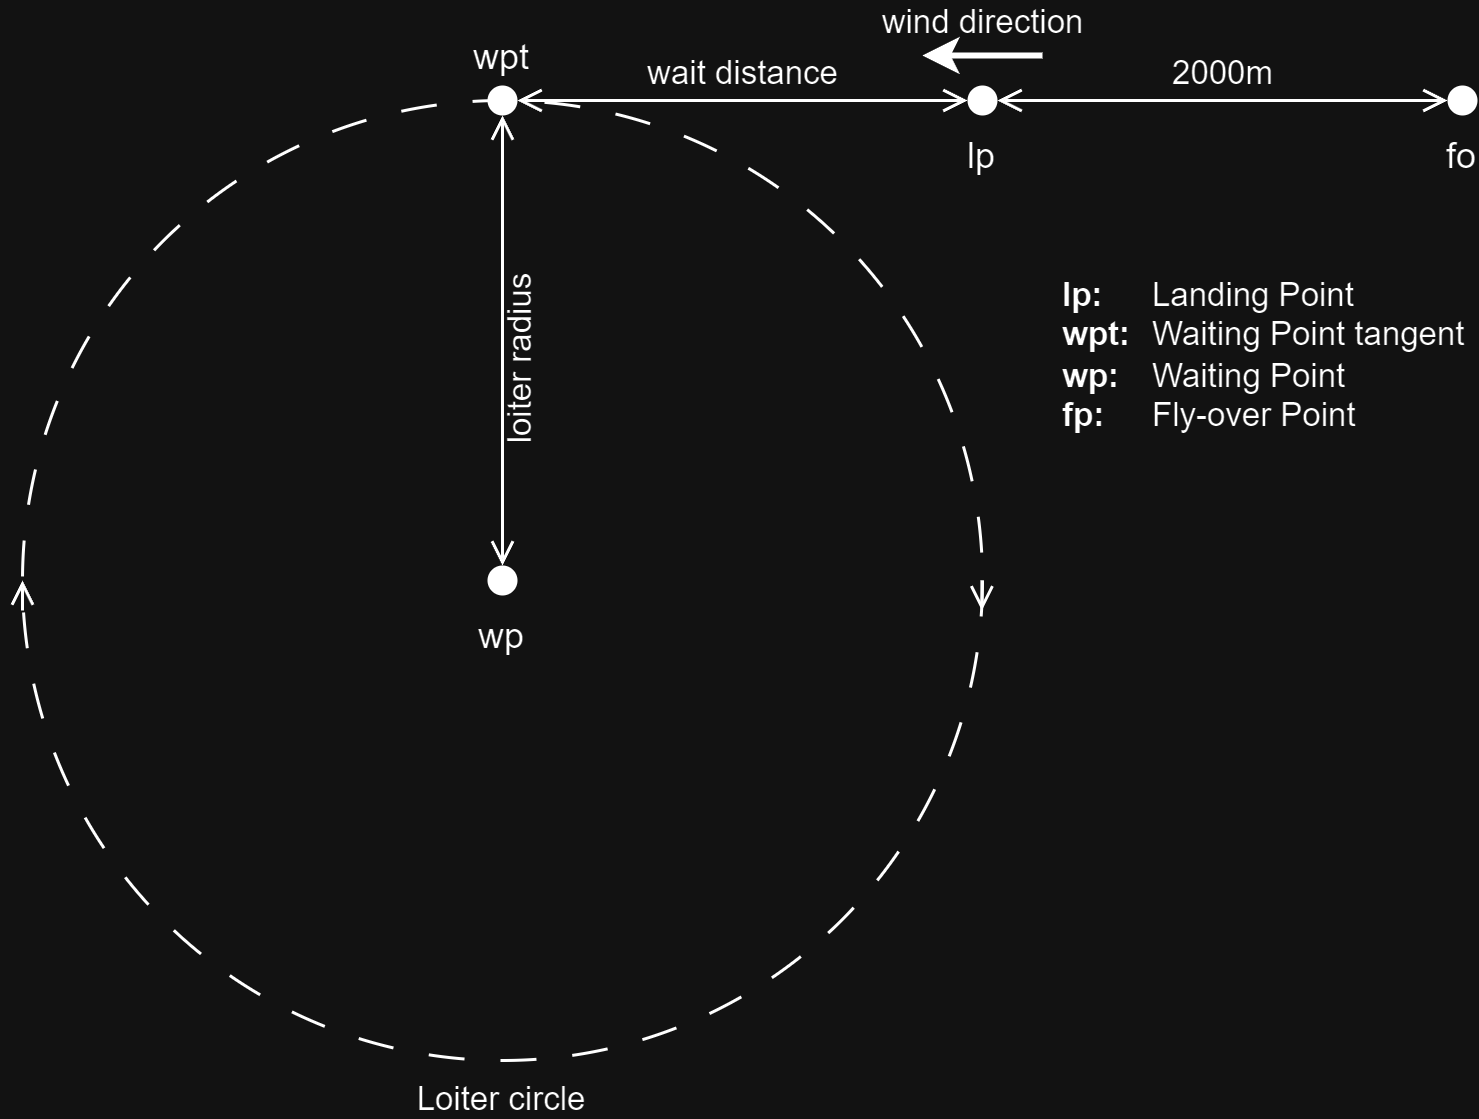 wind direction
wpt
wait distance
2000m
lp
fo
loiter radius
lp: Landing Point
wpt: Waiting Point tangent
wp: Waiting Point
fp: Fly-over Point
wp
Loiter circle